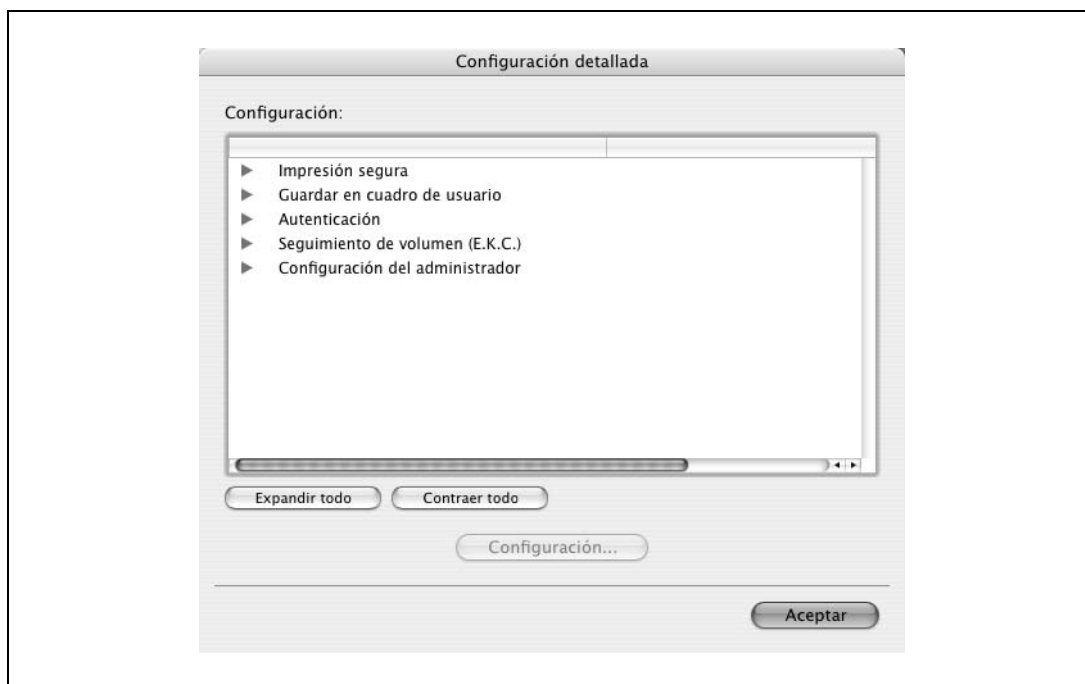 Configuración detallada
Configuración:
Impresión segura
Guardar en cuadro de usuario
Autenticación
Seguimiento de volumen (E.K.C.)
Configuración del administrador
Expandir todo
Contraer todo
Configuración...
Aceptar